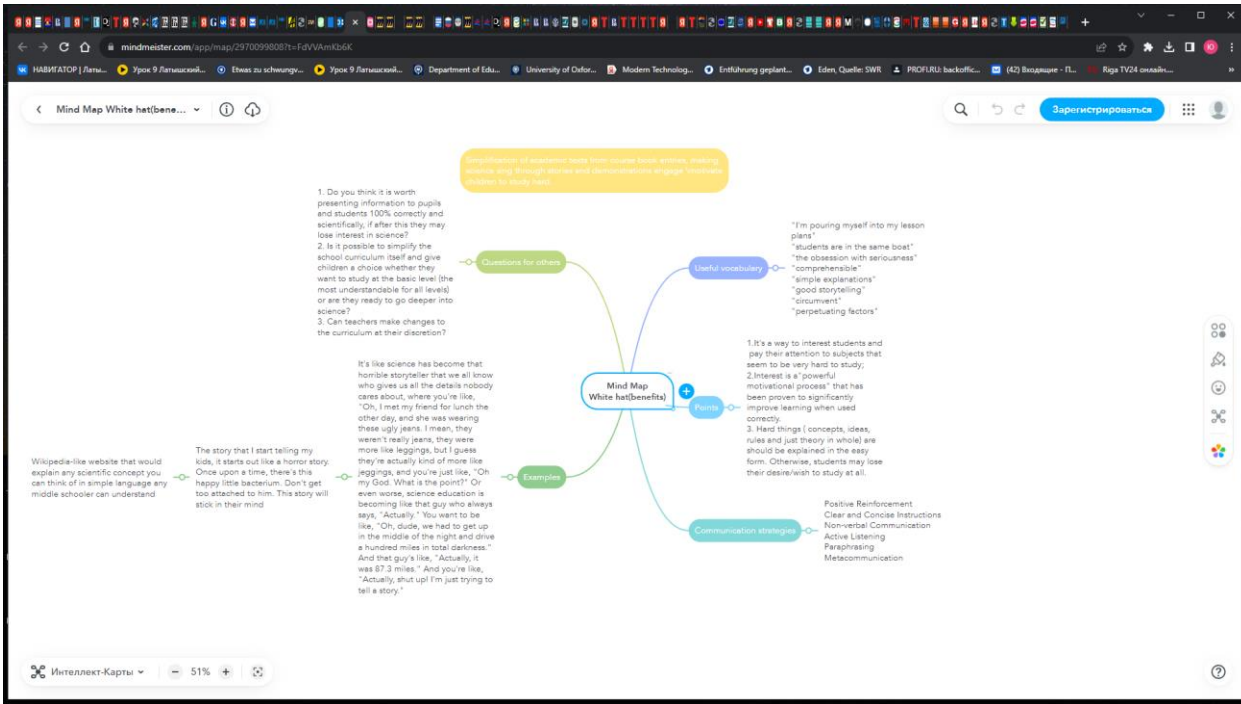 mindmeister.com/app/map/2970099808?t=FdVVAmKb6K
НАВИГАТОР | Латы...
Урок 9 Латышский...
Etwas zu schwungv...
Урок 9 Латышский...
Department of Edu...
University of Oxfor...
Modern Technolog...
Entführung geplant...
Eden, Quelle: SWR
PROFI.RU: backoffic...
(42) Входящие - П...
Riga TV24 онлайн...
Mind Map White hat(bene...
Зарегистрироваться
Simplification of academic texts from course book entries, making
science sing through stories and demonstrations engage \motivate
children to study hard.
1. Do you think it is worth
presenting information to pupils
and students 100% correctly and
scientifically, if after this they may
lose interest in science?
2. Is it possible to simplify the
school curriculum itself and give
children a choice whether they
want to study at the basic level (the
most understandable for all levels)
or are they ready to go deeper into
science?
3. Can teachers make changes to
the curriculum at their discretion?
Questions for others
Useful vocabulary
"I'm pouring myself into my lesson
plans"
"students are in the same boat"
"the obsession with seriousness"
"comprehensible"
"simple explanations"
"good storytelling"
"circumvent"
"perpetuating factors"
Mind Map
White hat(benefits)
Points
1.It's a way to interest students and
pay their attention to subjects that
seem to be very hard to study;
2.Interest is a"powerful
motivational process" that has
been proven to significantly
improve learning when used
correctly.
3. Hard things ( concepts, ideas,
rules and just theory in whole) are
should be explained in the easy
form. Otherwise, students may lose
their desire/wish to study at all.
Wikipedia-like website that would
explain any scientific concept you
can think of in simple language any
middle schooler can understand
The story that I start telling my
kids, it starts out like a horror story.
Once upon a time, there's this
happy little bacterium. Don't get
too attached to him. This story will
stick in their mind
It's like science has become that
horrible storyteller that we all know
who gives us all the details nobody
cares about, where you're like,
"Oh, I met my friend for lunch the
other day, and she was wearing
these ugly jeans. I mean, they
weren't really jeans, they were
more like leggings, but I guess
they're actually kind of more like
jeggings, and you're just like, "Oh
my God. What is the point?" Or
even worse, science education is
becoming like that guy who always
says, "Actually." You want to be
like, "Oh, dude, we had to get up
in the middle of the night and drive
a hundred miles in total darkness."
And that guy's like, "Actually, it
was 87.3 miles." And you're like,
"Actually, shut up! I'm just trying to
tell a story."
Examples
Communication strategies
Positive Reinforcement
Clear and Concise Instructions
Non-verbal Communication
Active Listening
Paraphrasing
Metacommunication
Интеллект-Карты
51%